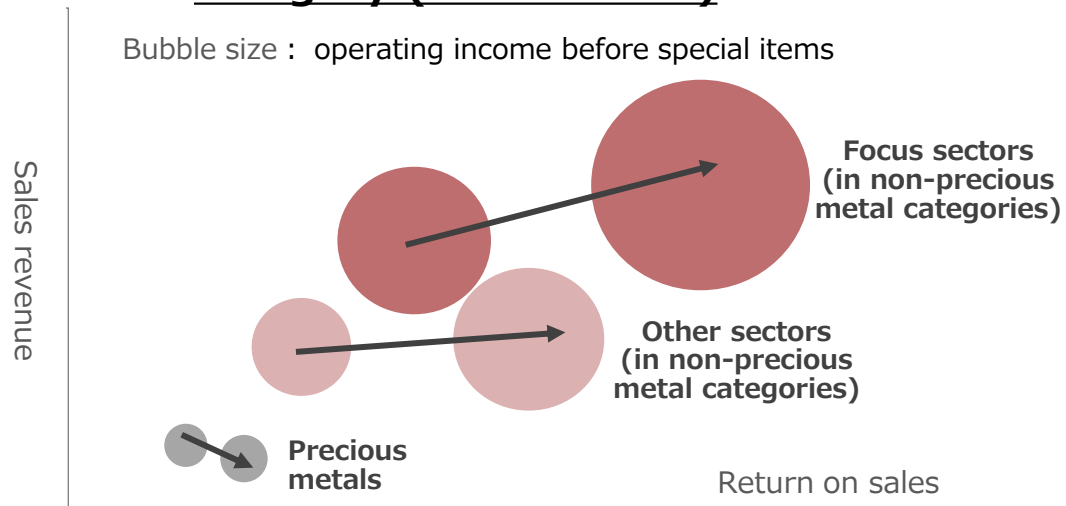 Bubble size : operating income before special items
Sales revenue
Focus sectors
(in non-precious
metal categories)
Other sectors
(in non-precious
metal categories)
Precious
metals
Return on sales